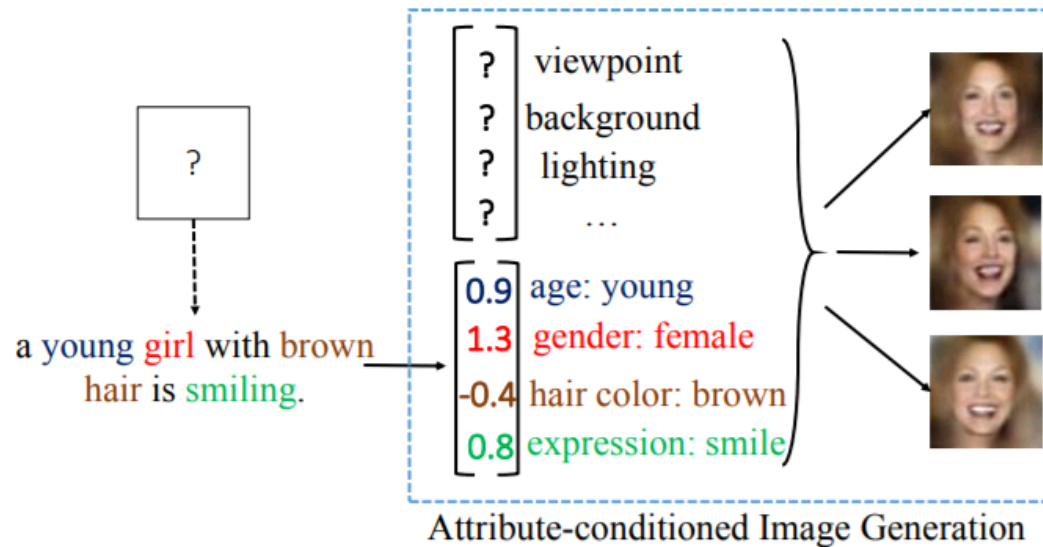 ?
a young girl with brown
hair is smiling.
? viewpoint
? background
? lighting
? …
0.9 age: young
1.3 gender: female
-0.4 hair color: brown
0.8 expression: smile
Attribute-conditioned Image Generation